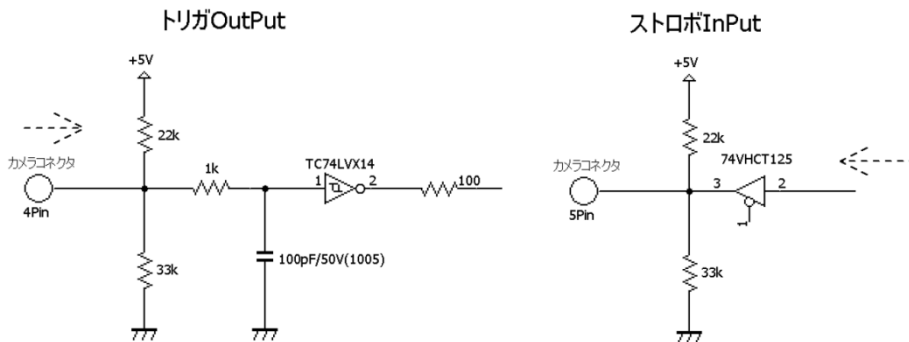 トリガOutPut
+5V
22k
カメラコネクタ
4Pin
1k
TC74LVX14
1
2
100
100pF/50V(1005)
33k
ストロボInPut
+5V
22k
カメラコネクタ
5Pin
74VHCT125
3
2
1
33k